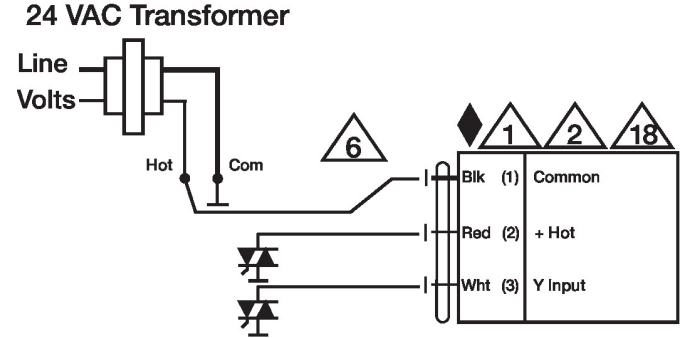 24 VAC Transformer
Line
Volts
Hot
Com
6
1
2
18
Blk (1) Common
Red (2) + Hot
Wht (3) Y Input